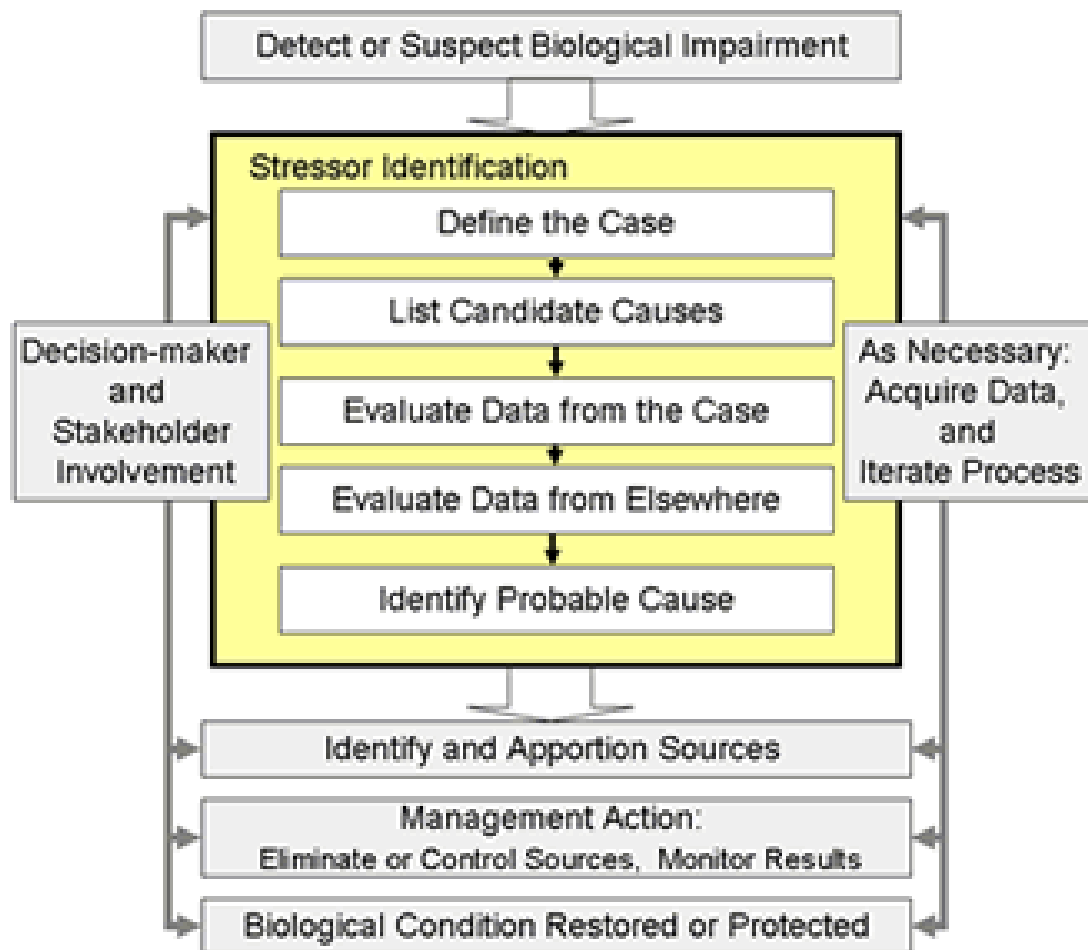 Detect or Suspect Biological Impairment
Stressor Identification
Define the Case
List Candidate Causes
Decision-maker
and
Stakeholder
Involvement
As Necessary:
Acquire Data,
and
Iterate Process
Evaluate Data from the Case
Evaluate Data from Elsewhere
Identify Probable Cause
Identify and Apportion Sources
Management Action:
Eliminate or Control Sources, Monitor Results
Biological Condition Restored or Protected